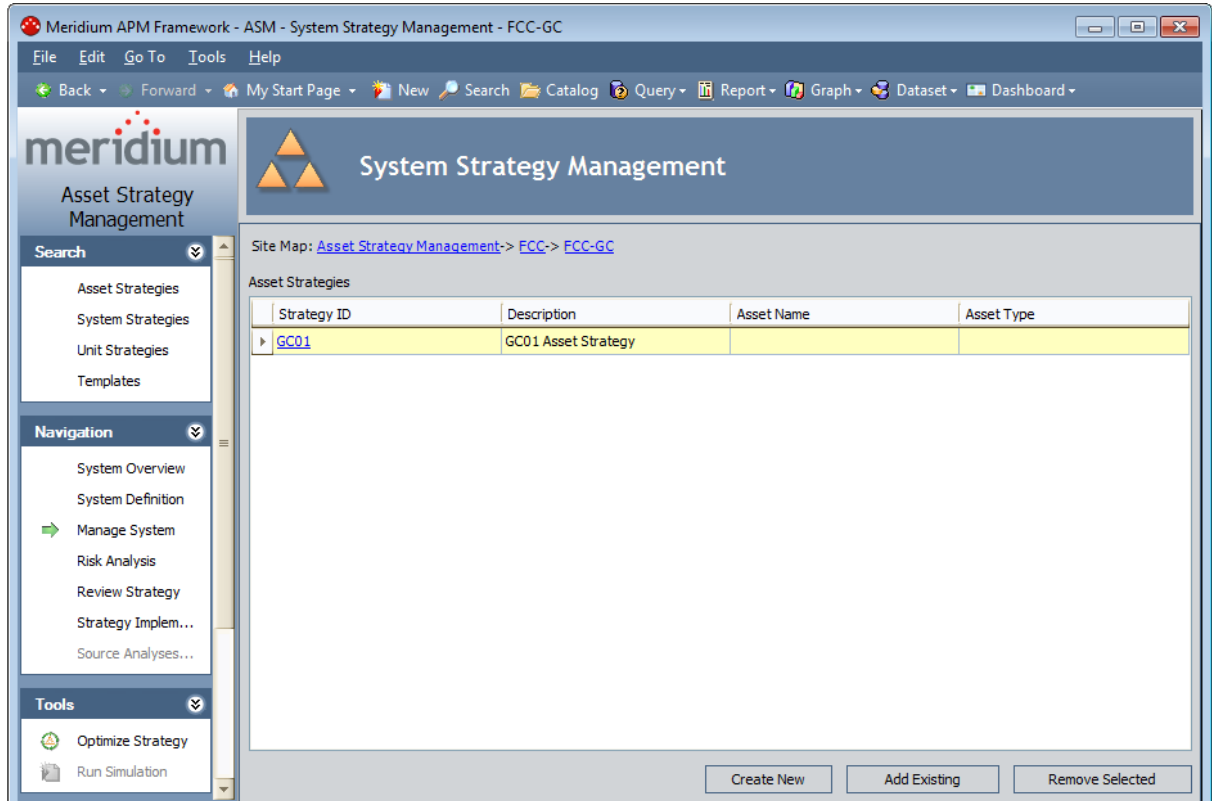 Meridium APM Framework - ASM - System Strategy Management - FCC-GC
File Edit Go To Tools Help
Back Forward My Start Page New Search Catalog Query Report Graph Dataset Dashboard
meridium
Asset Strategy
Management
System Strategy Management
Search
Asset Strategies
System Strategies
Unit Strategies
Templates
Navigation
System Overview
System Definition
Manage System
Risk Analysis
Review Strategy
Strategy Implem...
Source Analyses...
Tools
Optimize Strategy
Run Simulation
Site Map: Asset Strategy Management-> FCC-> FCC-GC
Asset Strategies
Strategy ID Description Asset Name Asset Type
GC01 GC01 Asset Strategy
Create New Add Existing Remove Selected